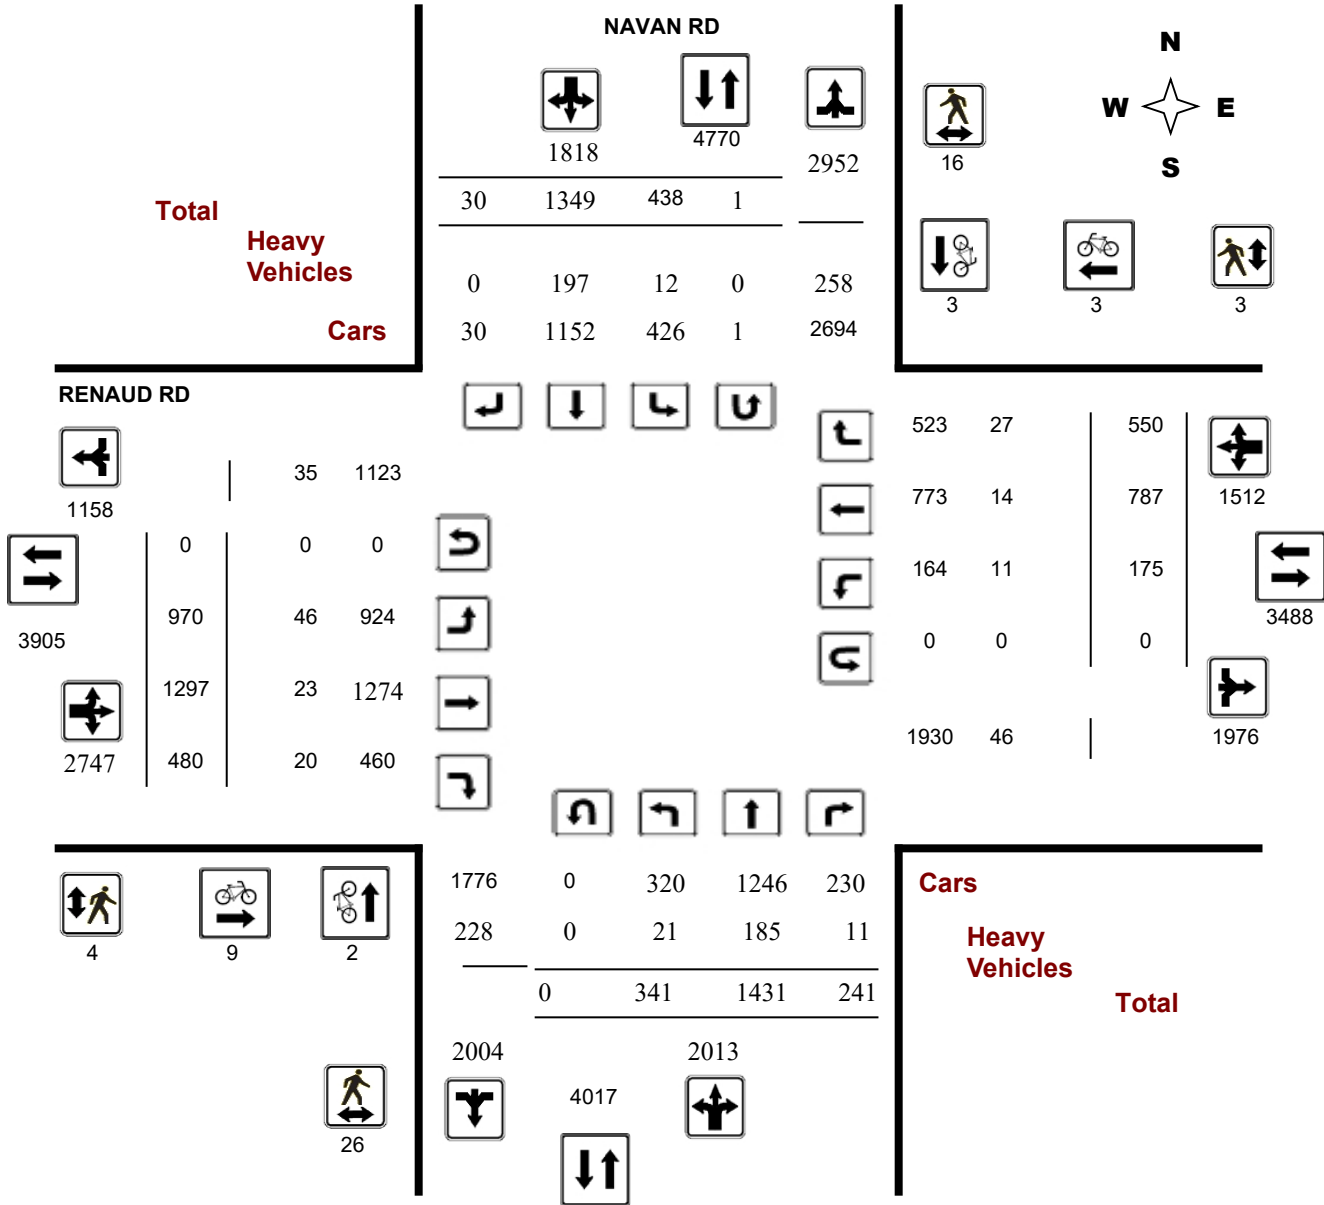 NAVAN RD
N
W E
S
1818
4770
2952
16
30 1349 438 1
Total
Heavy
Vehicles
0 197 12 0 258
3 3 3
Cars
30 1152 426 1 2694
RENAUD RD
523 27 550
35 1123
1158
773 14 787 1512
0 0 0
164 11 175
3905
970 46 924
3488
0 0 0
1297 23 1274
2747
480 20 460
1930 46 1976
1776 0 320 1246 230
Cars
4 9 2
228 0 21 185 11
Heavy
Vehicles
0 341 1431 241
Total
2004 2013
4017
26